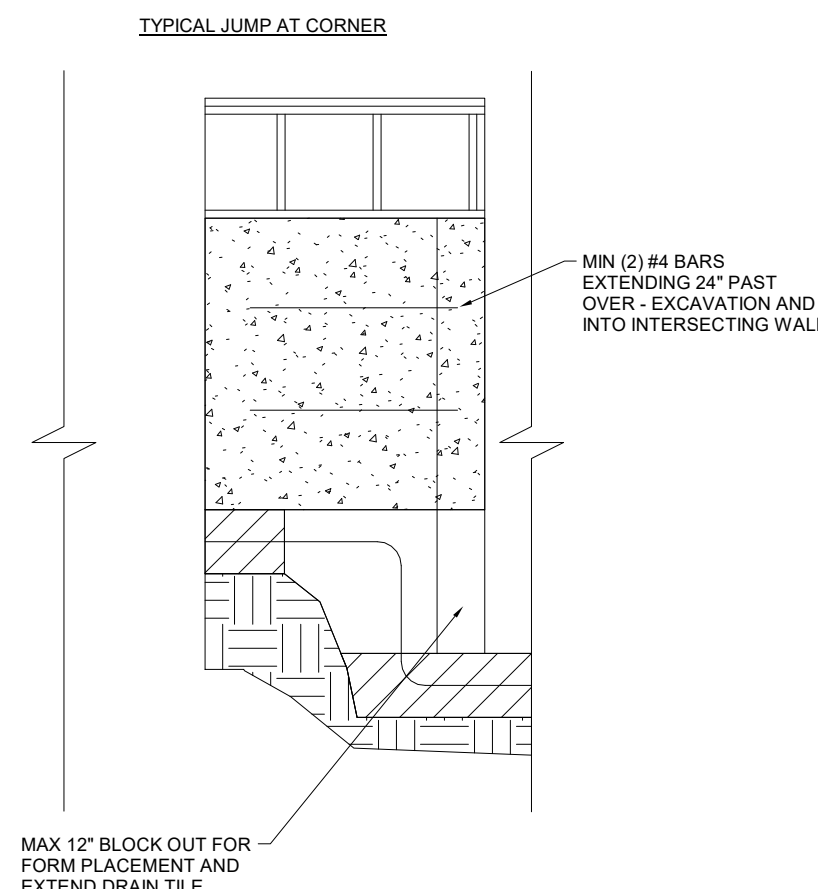 TYPICAL JUMP AT CORNER
MIN (2) #4 BARS
EXTENDING 24" PAST
OVER - EXCAVATION AND
INTO INTERSECTING WALL
MAX 12" BLOCK OUT FOR
FORM PLACEMENT AND
EXTEND DRAIN TILE